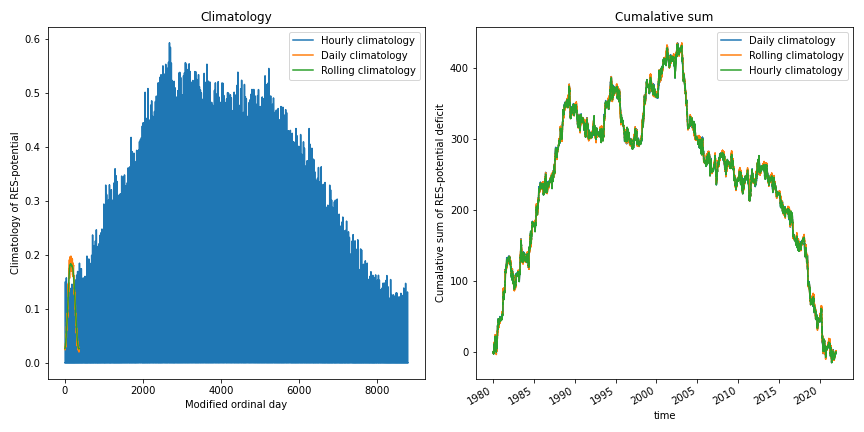 Climatology
Hourly climatology
Daily climatology
Rolling climatology
Climatology of RES-potential
0.6
0.5
0.4
0.3
0.2
0.1
0.0
0
2000
4000
6000
8000
Modified ordinal day
Cumalative sum
Daily climatology
Rolling climatology
Hourly climatology
Cumalative sum of RES-potential deficit
400
300
200
100
0
1980
1985
1990
1995
2000
2005
2010
2015
2020
time